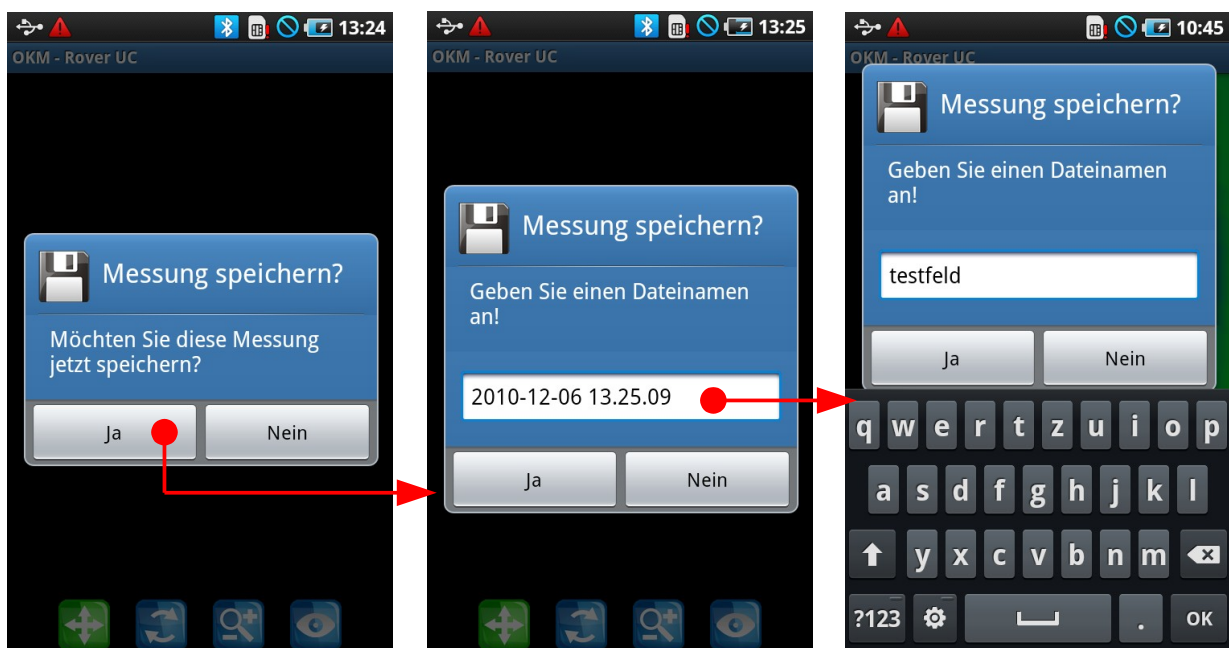 13:24
OKM - Rover UC
Messung speichern?
Möchten Sie diese Messung
jetzt speichern?
Ja
Nein
13:25
OKM - Rover UC
Messung speichern?
Geben Sie einen Dateinamen
an!
2010-12-06 13.25.09
Ja
Nein
10:45
OKM - Rover UC
Messung speichern?
Geben Sie einen Dateinamen
an!
testfeld
Ja
Nein
q w e r t z u i o p
a s d f g h j k l
y x c v b n m
?123 . OK